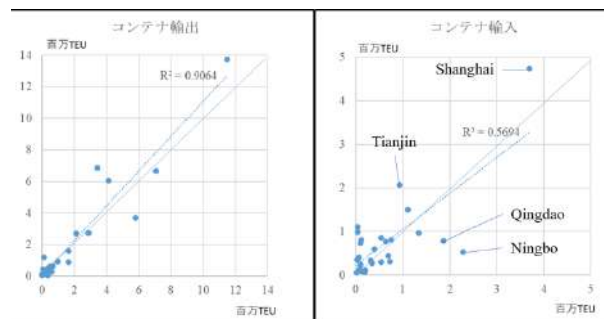 コンテナ輸出
百万TEU
14
12
10
8
6
4
2
0
R² = 0.9064
0 2 4 6 8 10 12 14
百万TEU
コンテナ輸入
百万TEU
5
4
3
2
1
0
Shanghai
R² = 0.5694
Tianjin
Qingdao
Ningbo
0 1 2 3 4 5
百万TEU